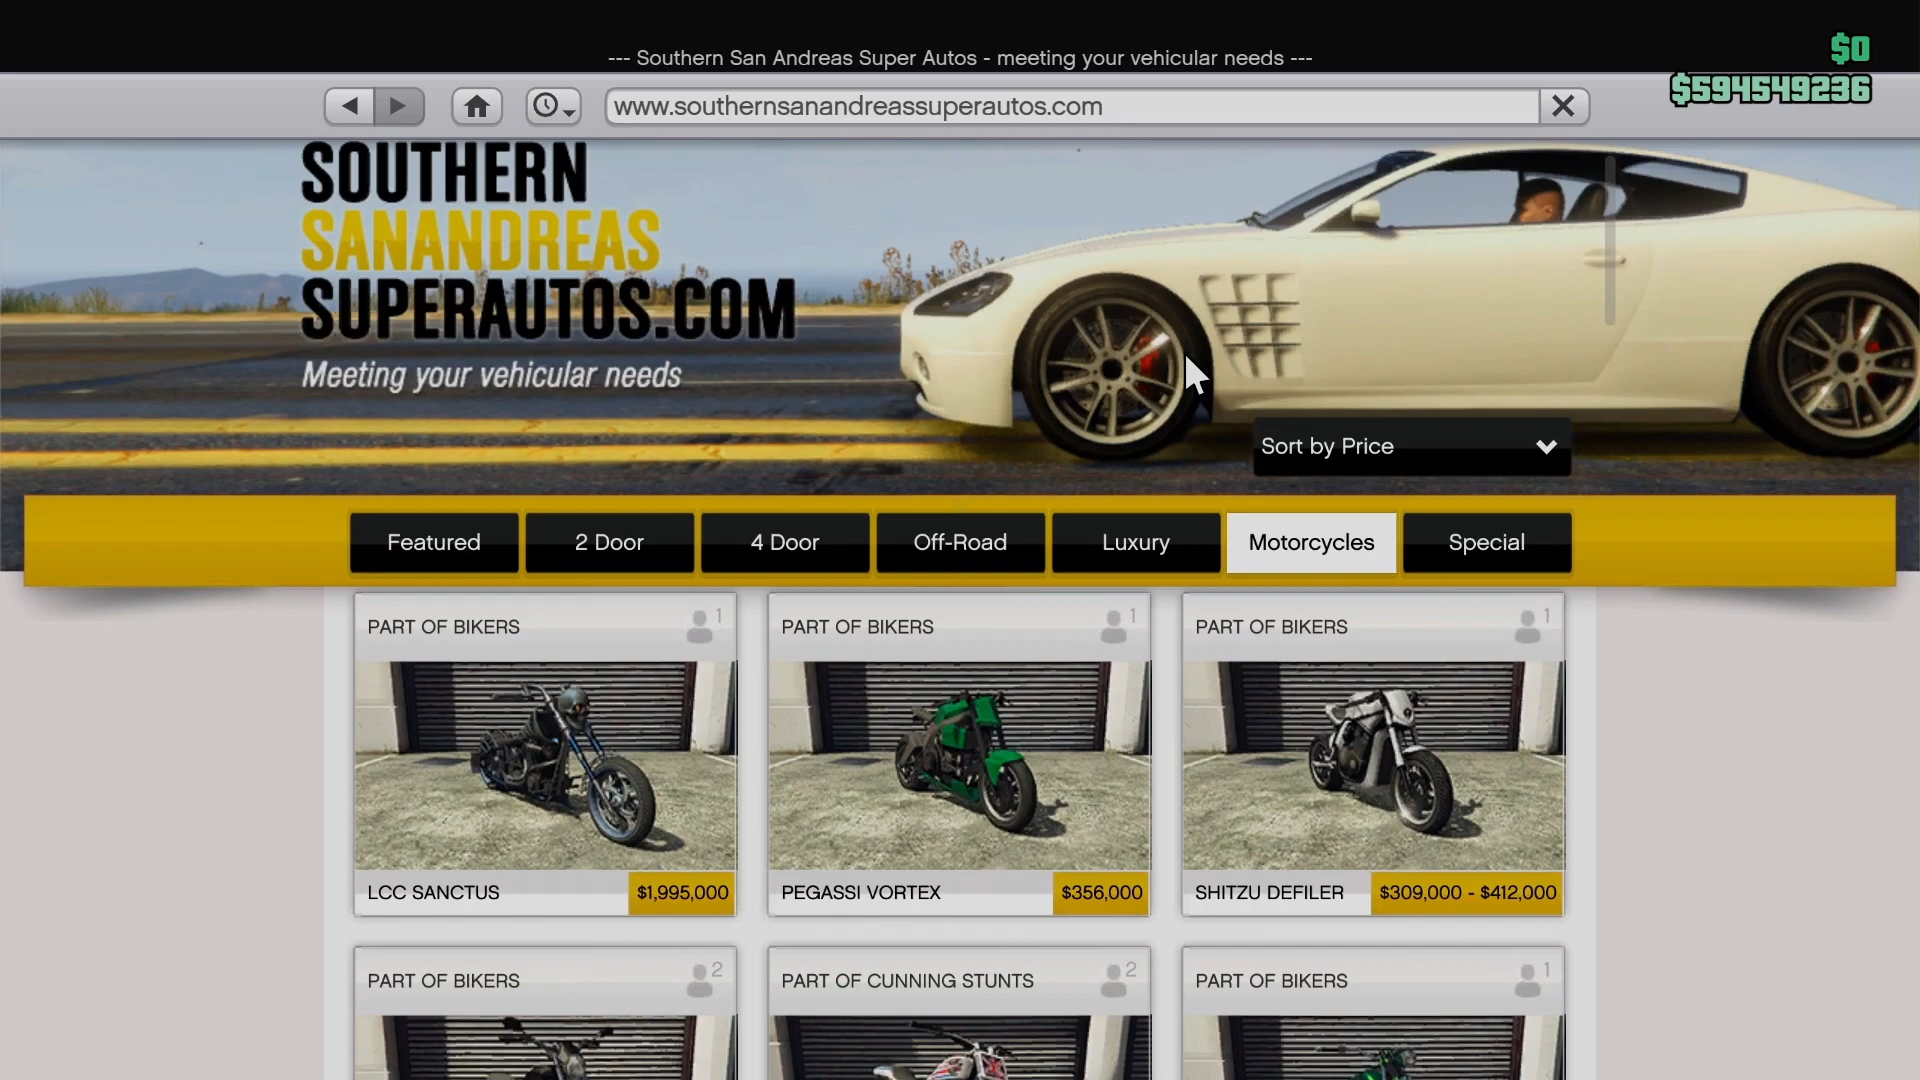 --- Southern San Andreas Super Autos - meeting your vehicular needs ---
$0
$594549236
www.southernsanandreassuperautos.com
SOUTHERN
SANANDREAS
SUPERAUTOS.COM
Meeting your vehicular needs
Sort by Price
Featured
2 Door
4 Door
Off-Road
Luxury
Motorcycles
Special
PART OF BIKERS
1
PART OF BIKERS
1
PART OF BIKERS
1
LCC SANCTUS
$1,995,000
PEGASSI VORTEX
$356,000
SHITZU DEFILER
$309,000 - $412,000
PART OF BIKERS
2
PART OF CUNNING STUNTS
2
PART OF BIKERS
1